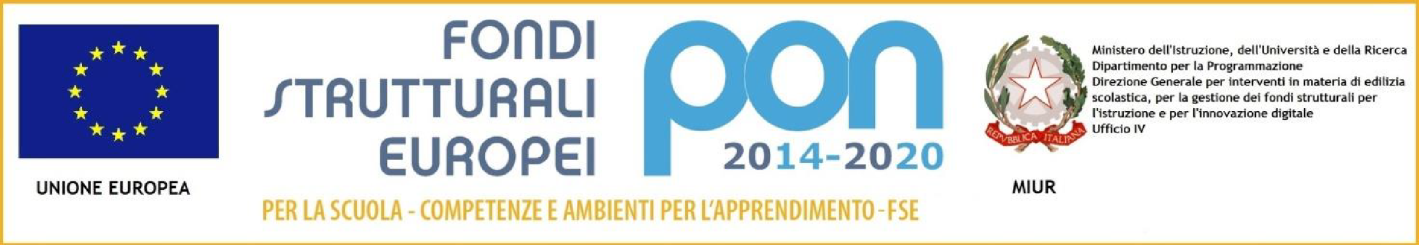 UNIONE EUROPEA
FONDI
STRUTTURALI
EUROPEI
pon
2014-2020
PER LA SCUOLA - COMPETENZE E AMBIENTI PER L'APPRENDIMENTO-FSE
REPVBBLICA ITALIANA
Ministero dell'Istruzione, dell'Università e della Ricerca
Dipartimento per la Programmazione
Direzione Generale per interventi in materia di edilizia
scolastica, per la gestione dei fondi strutturali per
l'istruzione e per l'innovazione digitale
Ufficio IV
MIUR